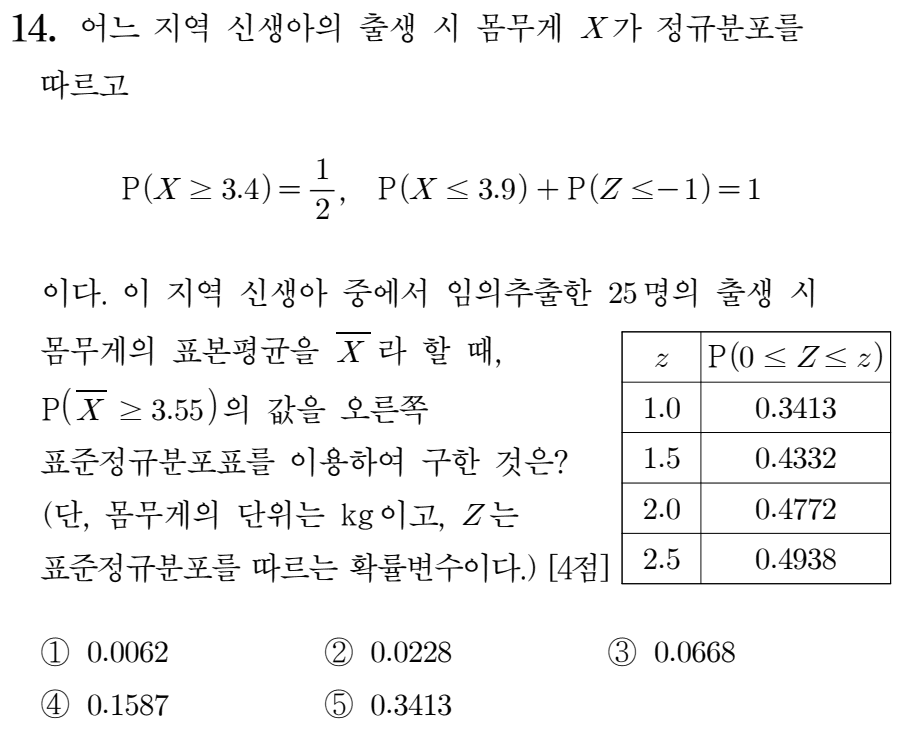 14. 어느 지역 신생아의 출생 시 몸무게 X가 정규분포를
따르고
P(X ≥ 3.4) = 1/2, P(X ≤ 3.9) + P(Z ≤ -1) = 1
이다. 이 지역 신생아 중에서 임의추출한 25명의 출생 시
몸무게의 표본평균을 X̄ 라 할 때,
P(X̄ ≥ 3.55)의 값을 오른쪽
표준정규분포표를 이용하여 구한 것은?
(단, 몸무게의 단위는 kg이고, Z는
표준정규분포를 따르는 확률변수이다.) [4점]
z P(0 ≤ Z ≤ z)
1.0 0.3413
1.5 0.4332
2.0 0.4772
2.5 0.4938
① 0.0062 ② 0.0228 ③ 0.0668
④ 0.1587 ⑤ 0.3413